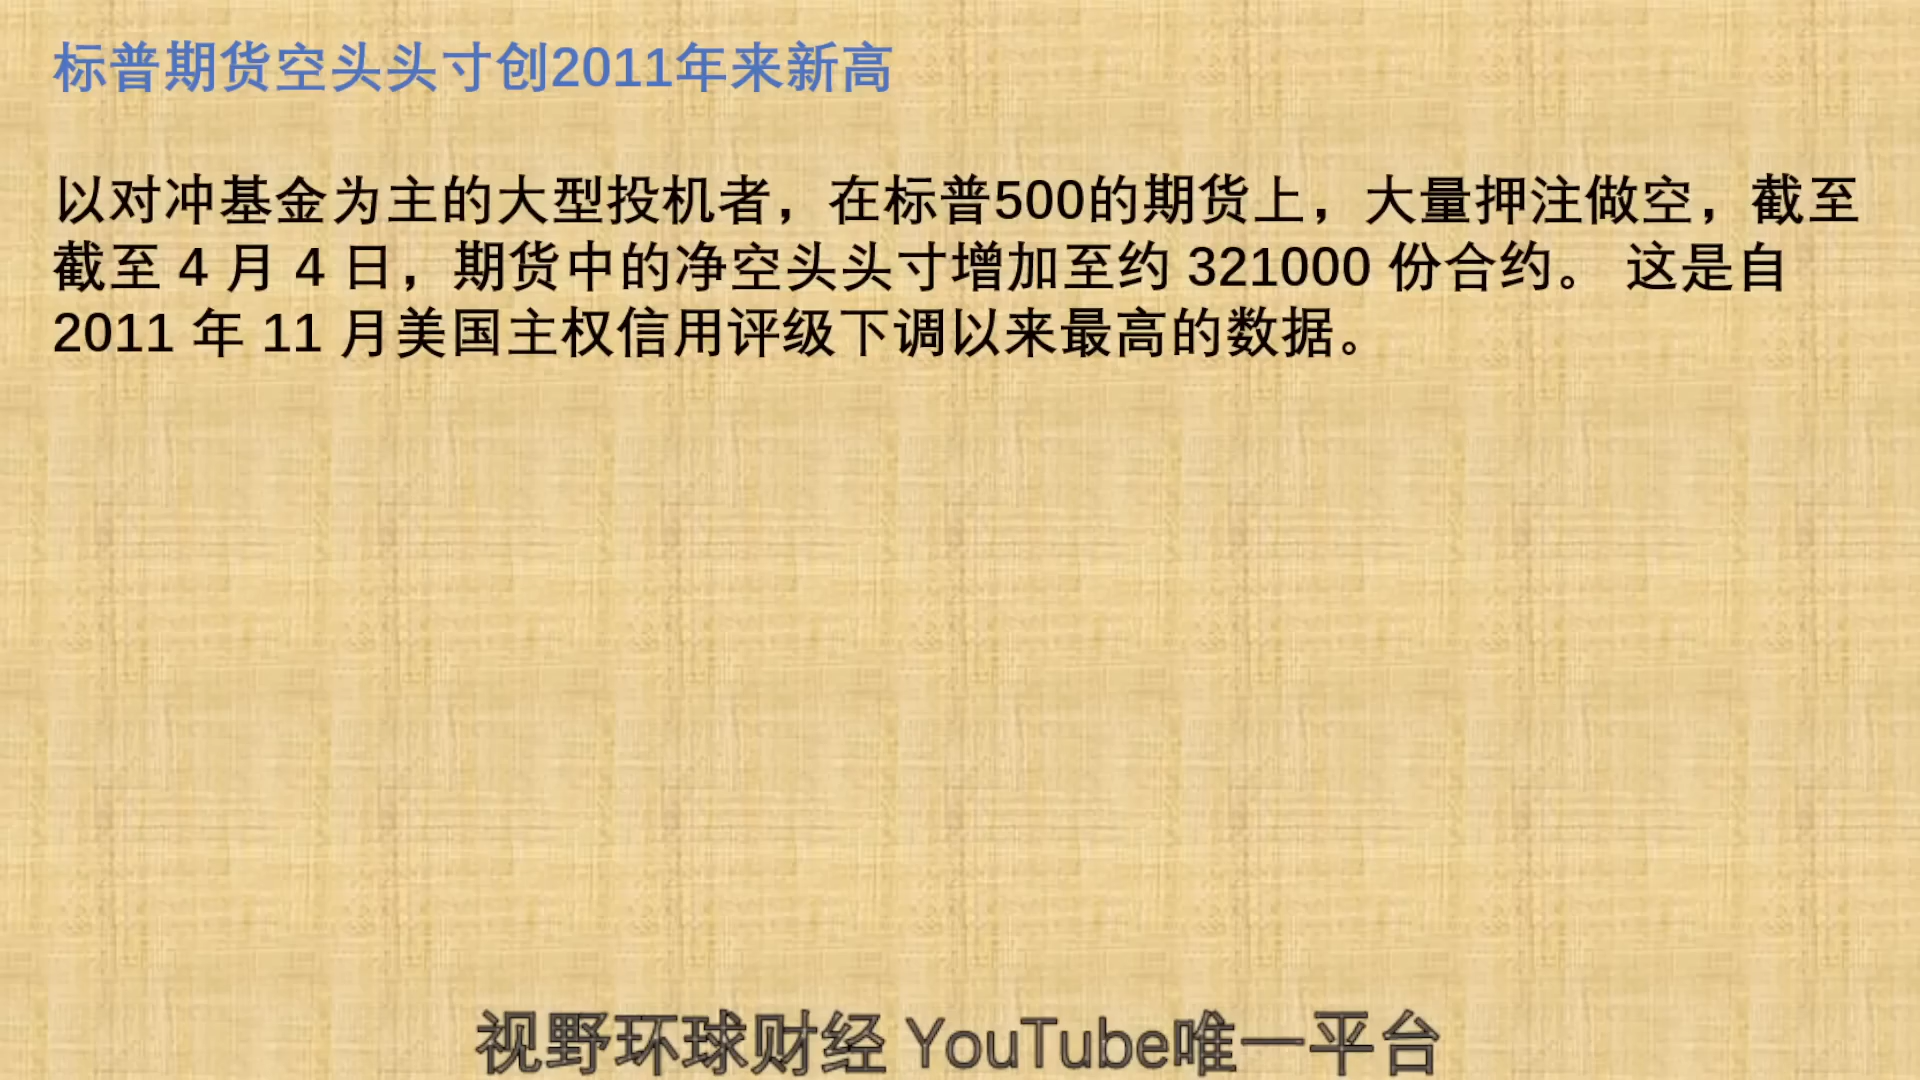 标普期货空头头寸创2011年来新高
以对冲基金为主的大型投机者，在标普500的期货上，大量押注做空，截至
截至 4 月 4 日，期货中的净空头头寸增加至约 321000 份合约。 这是自
2011 年 11 月美国主权信用评级下调以来最高的数据。
视野环球财经 YouTube唯一平台